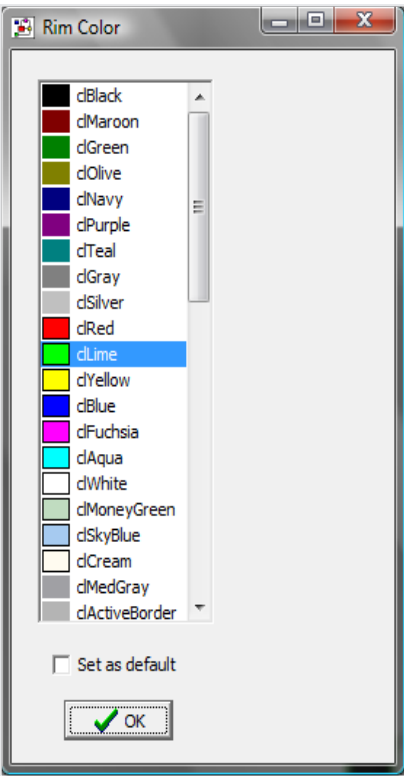 Rim Color
clBlack
clMaroon
clGreen
clOlive
clNavy
clPurple
clTeal
clGray
clSilver
clRed
clLime
clYellow
clBlue
clFuchsia
clAqua
clWhite
clMoneyGreen
clSkyBlue
clCream
clMedGray
clActiveBorder
Set as default
OK